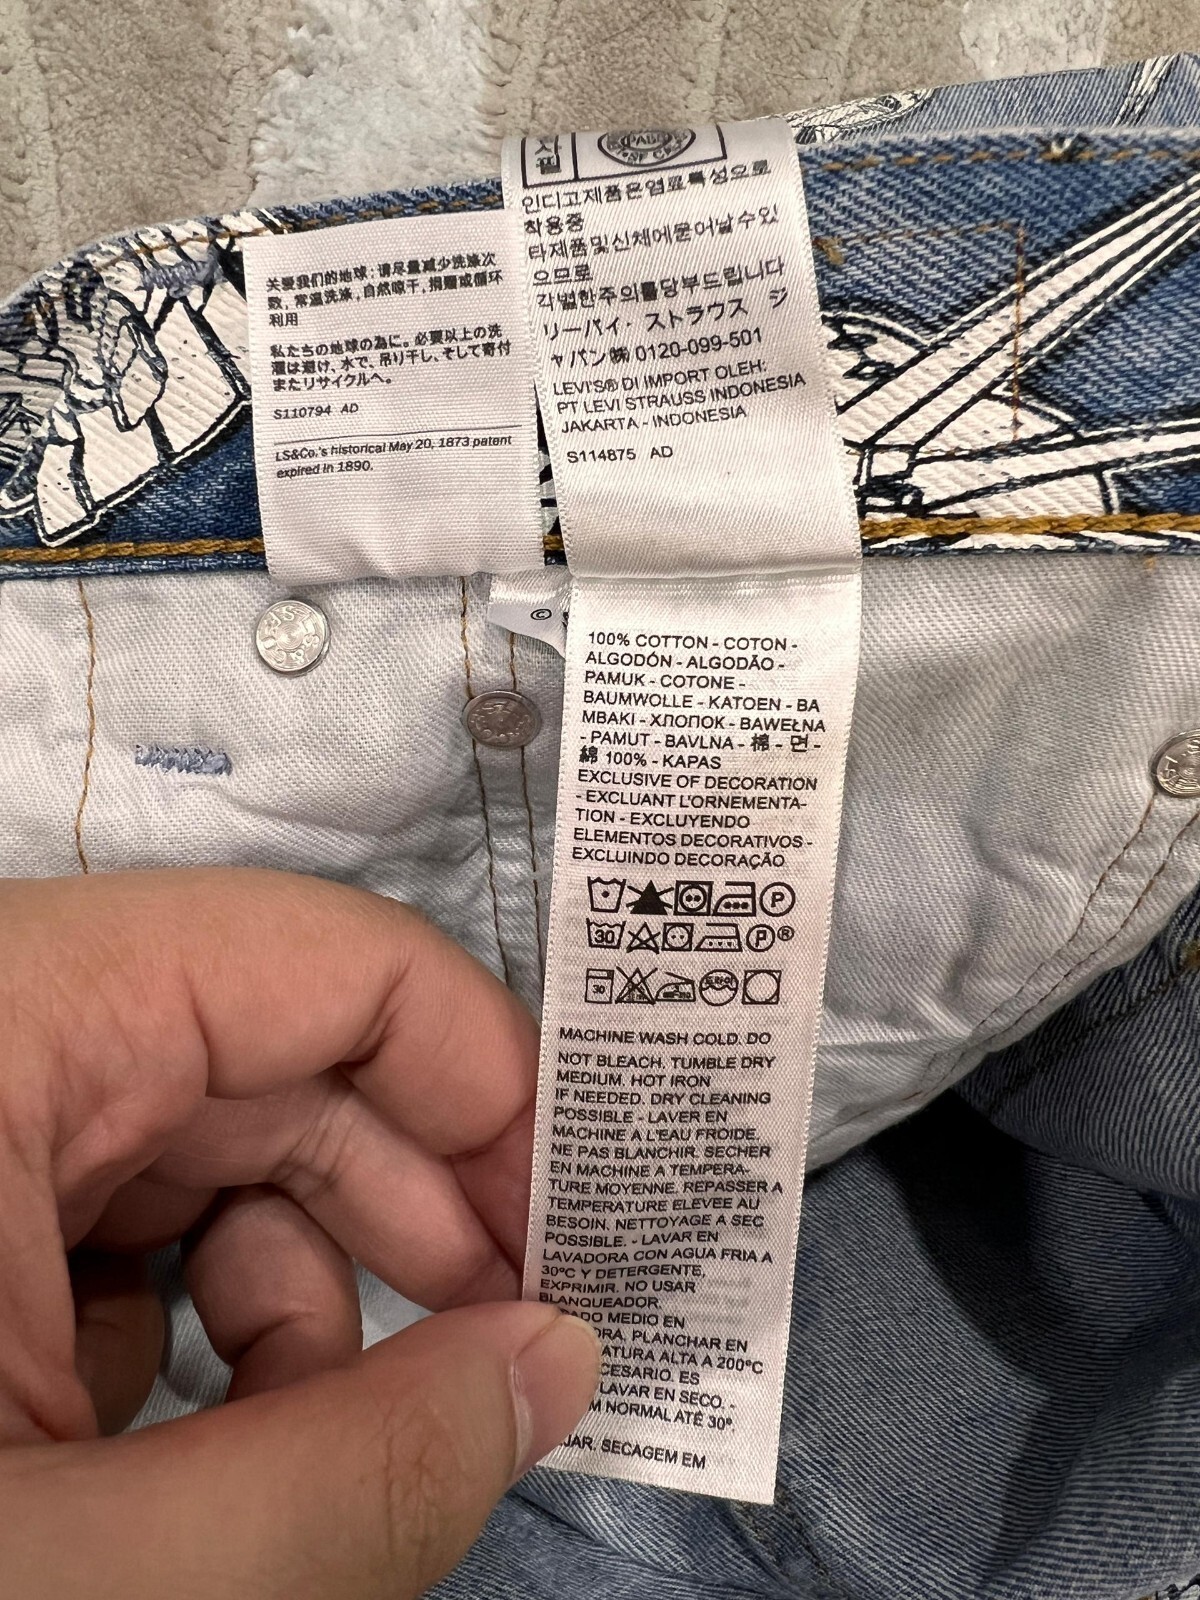 关爱我们的地球：请尽量减少洗涤次
数，常温洗涤，自然晾干，捐赠或循环
利用
私たちの地球の為に。必要以上の洗
濯は避け、水で、吊り干し、そして寄付
またリサイクルへ。
S110794 AD
LS&Co.'s historical May 20, 1873 patent
expired in 1890.
인디고제품은염료특성으로
착용중
타제품및신체에묻어날수있
으므로
각별한주의를당부드립니다
リーバイ・ストラウス ジ
ャパン㈱ 0120-099-501
LEVI'S® DI IMPORT OLEH:
PT LEVI STRAUSS INDONESIA
JAKARTA - INDONESIA
S114875 AD
©
100% COTTON - COTON -
ALGODÓN - ALGODÃO -
PAMUK - COTONE -
BAUMWOLLE - KATOEN - BA
MBAKI - ХЛОПОК - BAWEŁNA
- PAMUT - BAVLNA - 棉 - 면 -
綿 100% - KAPAS
EXCLUSIVE OF DECORATION
- EXCLUANT L'ORNEMENTA-
TION - EXCLUYENDO
ELEMENTOS DECORATIVOS -
EXCLUINDO DECORAÇÃO
P
30 P®
30
MACHINE WASH COLD. DO
NOT BLEACH. TUMBLE DRY
MEDIUM. HOT IRON
IF NEEDED. DRY CLEANING
POSSIBLE - LAVER EN
MACHINE A L'EAU FROIDE.
NE PAS BLANCHIR. SECHER
EN MACHINE A TEMPERA-
TURE MOYENNE. REPASSER A
TEMPERATURE ELEVEE AU
BESOIN. NETTOYAGE A SEC
POSSIBLE. - LAVAR EN
LAVADORA CON AGUA FRIA A
30°C Y DETERGENTE,
EXPRIMIR. NO USAR
BLANQUEADOR.
ADO MEDIO EN
ORA. PLANCHAR EN
ATURA ALTA A 200°C
CESARIO. ES
LAVAR EN SECO. -
M NORMAL ATÉ 30º.
JAR. SECAGEM EM